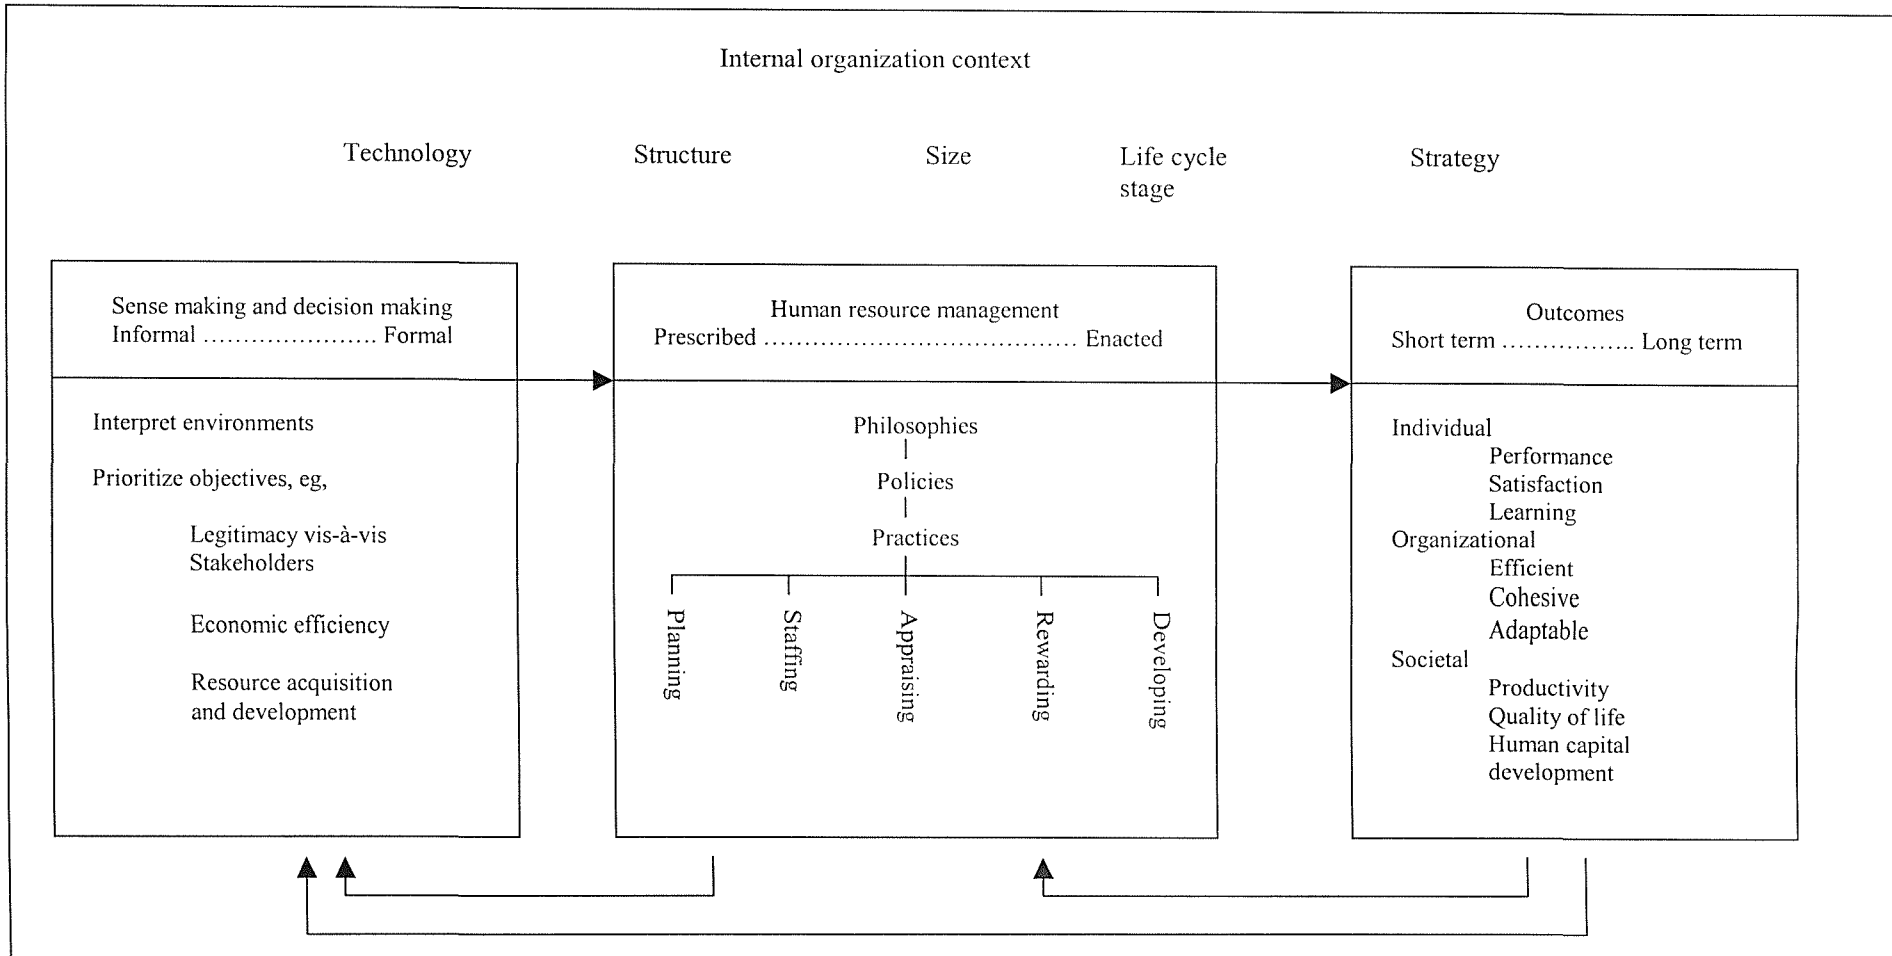 Internal organization context
Technology
Structure
Size
Life cycle
stage
Strategy
Sense making and decision making
Informal ...................... Formal
Interpret environments
Prioritize objectives, eg,
Legitimacy vis-à-vis
Stakeholders
Economic efficiency
Resource acquisition
and development
Human resource management
Prescribed ....................................... Enacted
Philosophies
Policies
Practices
Planning
Staffing
Appraising
Rewarding
Developing
Outcomes
Short term ................. Long term
Individual
Performance
Satisfaction
Learning
Organizational
Efficient
Cohesive
Adaptable
Societal
Productivity
Quality of life
Human capital
development